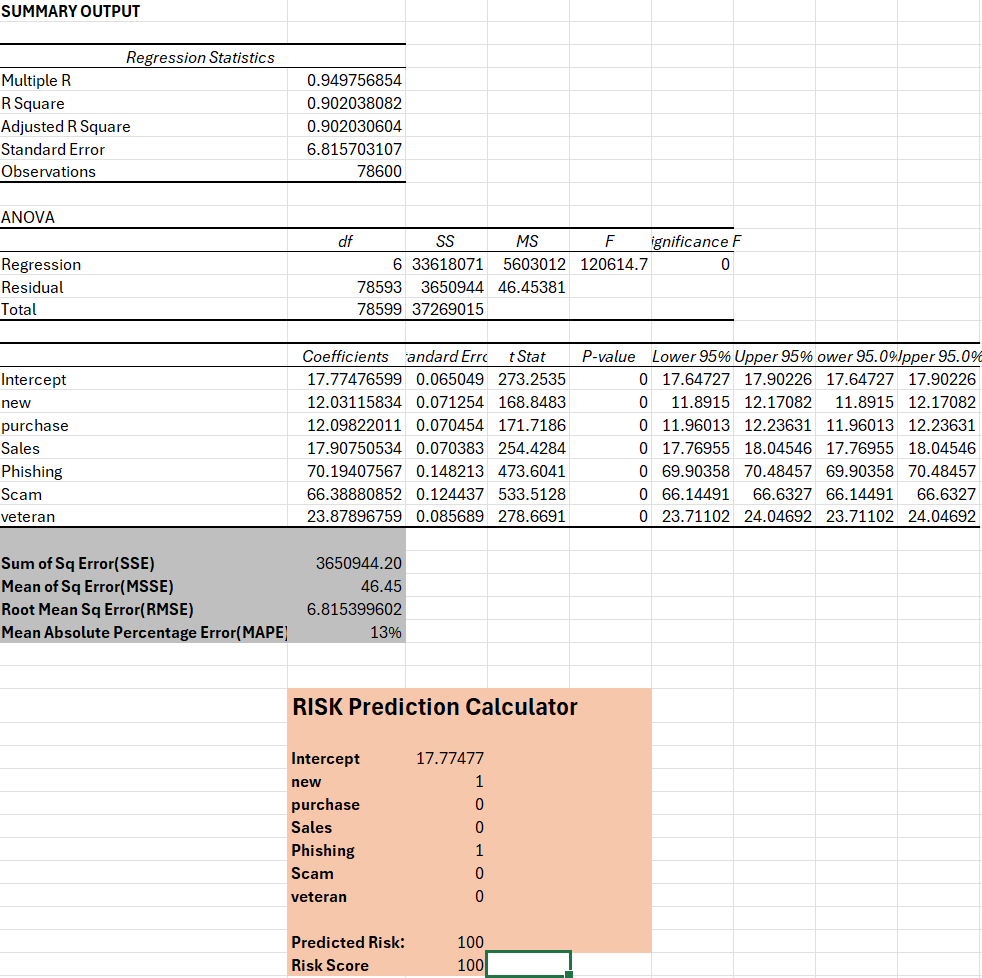 SUMMARY OUTPUT
Regression Statistics
Multiple R 0.949756854
R Square 0.902038082
Adjusted R Square 0.902030604
Standard Error 6.815703107
Observations 78600
ANOVA
df SS MS F ignificance F
Regression 6 33618071 5603012 120614.7 0
Residual 78593 3650944 46.45381
Total 78599 37269015
Coefficients andard Erro t Stat P-value Lower 95% Upper 95% ower 95.0% Upper 95.0%
Intercept 17.77476599 0.065049 273.2535 0 17.64727 17.90226 17.64727 17.90226
new 12.03115834 0.071254 168.8483 0 11.8915 12.17082 11.8915 12.17082
purchase 12.09822011 0.070454 171.7186 0 11.96013 12.23631 11.96013 12.23631
Sales 17.90750534 0.070383 254.4284 0 17.76955 18.04546 17.76955 18.04546
Phishing 70.19407567 0.148213 473.6041 0 69.90358 70.48457 69.90358 70.48457
Scam 66.38880852 0.124437 533.5128 0 66.14491 66.6327 66.14491 66.6327
veteran 23.87896759 0.085689 278.6691 0 23.71102 24.04692 23.71102 24.04692
Sum of Sq Error(SSE) 3650944.20
Mean of Sq Error(MSSE) 46.45
Root Mean Sq Error(RMSE) 6.815399602
Mean Absolute Percentage Error(MAPE) 13%
RISK Prediction Calculator
Intercept 17.77477
new 1
purchase 0
Sales 0
Phishing 1
Scam 0
veteran 0
Predicted Risk: 100
Risk Score 100